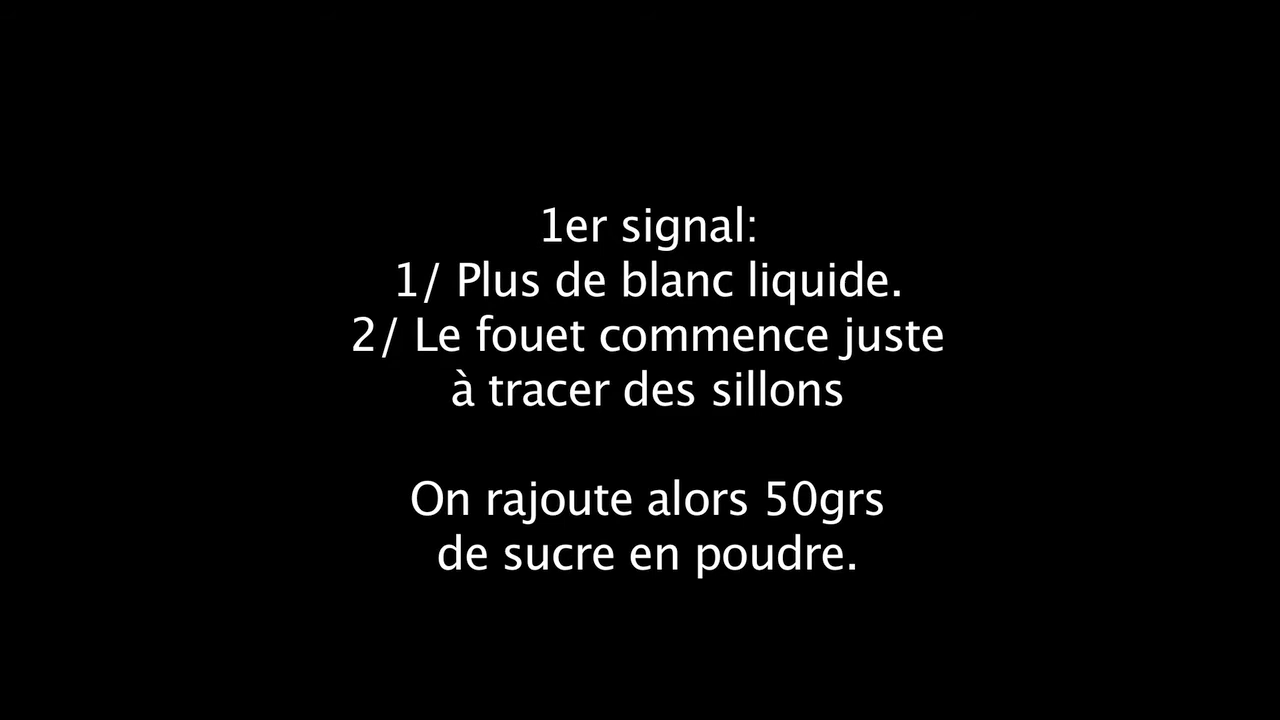 1er signal:
1/ Plus de blanc liquide.
2/ Le fouet commence juste
à tracer des sillons
On rajoute alors 50grs
de sucre en poudre.